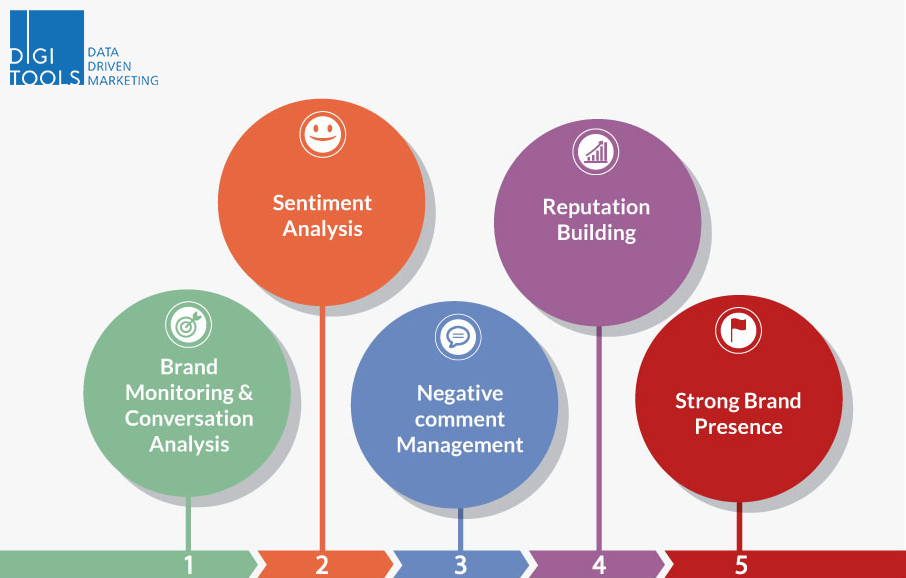 DIGI
TOOLS
DATA
DRIVEN
MARKETING
Brand
Monitoring &
Conversation
Analysis
Sentiment
Analysis
Negative
comment
Management
Reputation
Building
Strong Brand
Presence
1
2
3
4
5